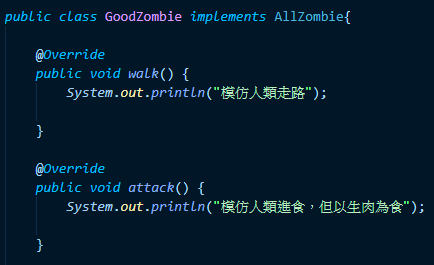 public class GoodZombie implements AllZombie{
@Override
public void walk() {
System.out.println("模仿人類走路");
}
@Override
public void attack() {
System.out.println("模仿人類進食，但以生肉為食");
}